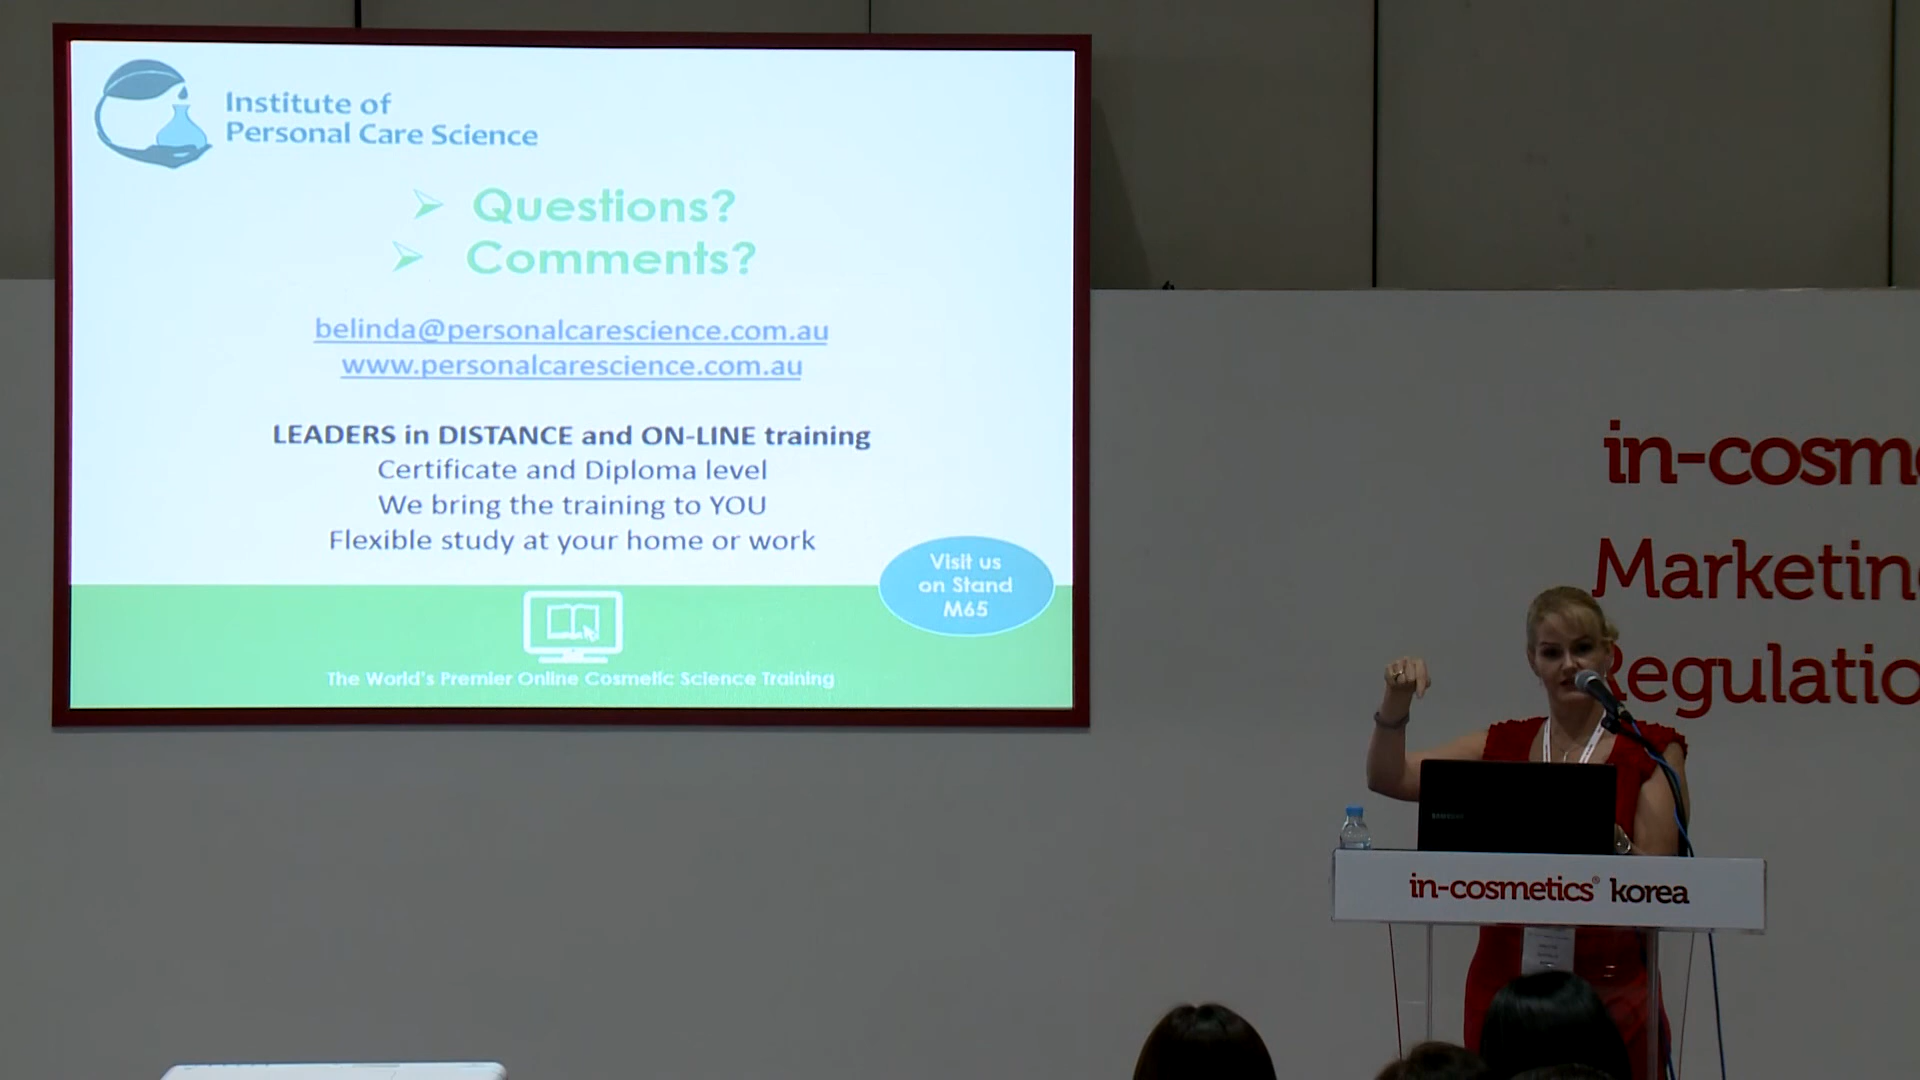 Institute of
Personal Care Science
Questions?
Comments?
belinda@personalcarescience.com.au
www.personalcarescience.com.au
LEADERS in DISTANCE and ON-LINE training
Certificate and Diploma level
We bring the training to YOU
Flexible study at your home or work
Visit us
on Stand
M65
The World's Premier Online Cosmetic Science Training
in-cosm
Marketin
Regulatio
SAMSUNG
in-cosmetics® korea